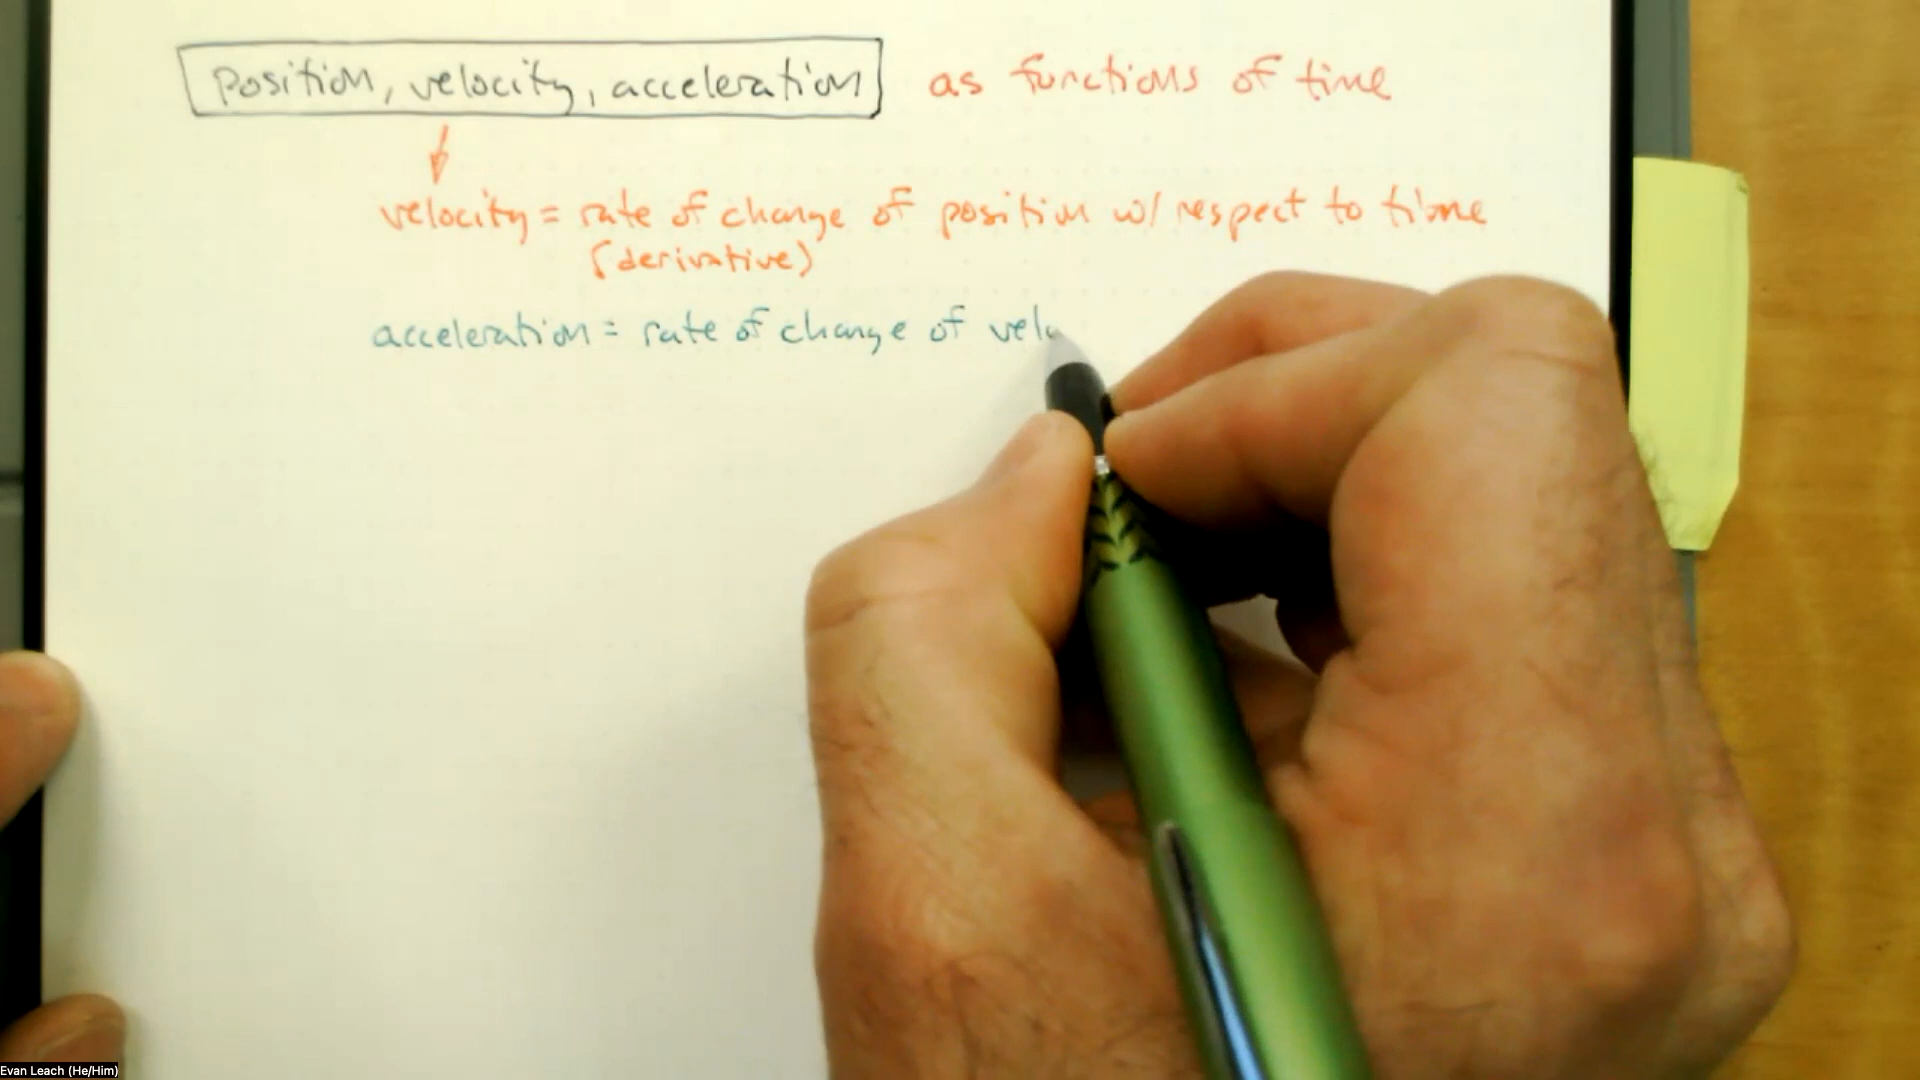 position, velocity, acceleration as functions of time
velocity = rate of change of position w/ respect to time
(derivative)
acceleration = rate of change of velo
Evan Leach (He/Him)